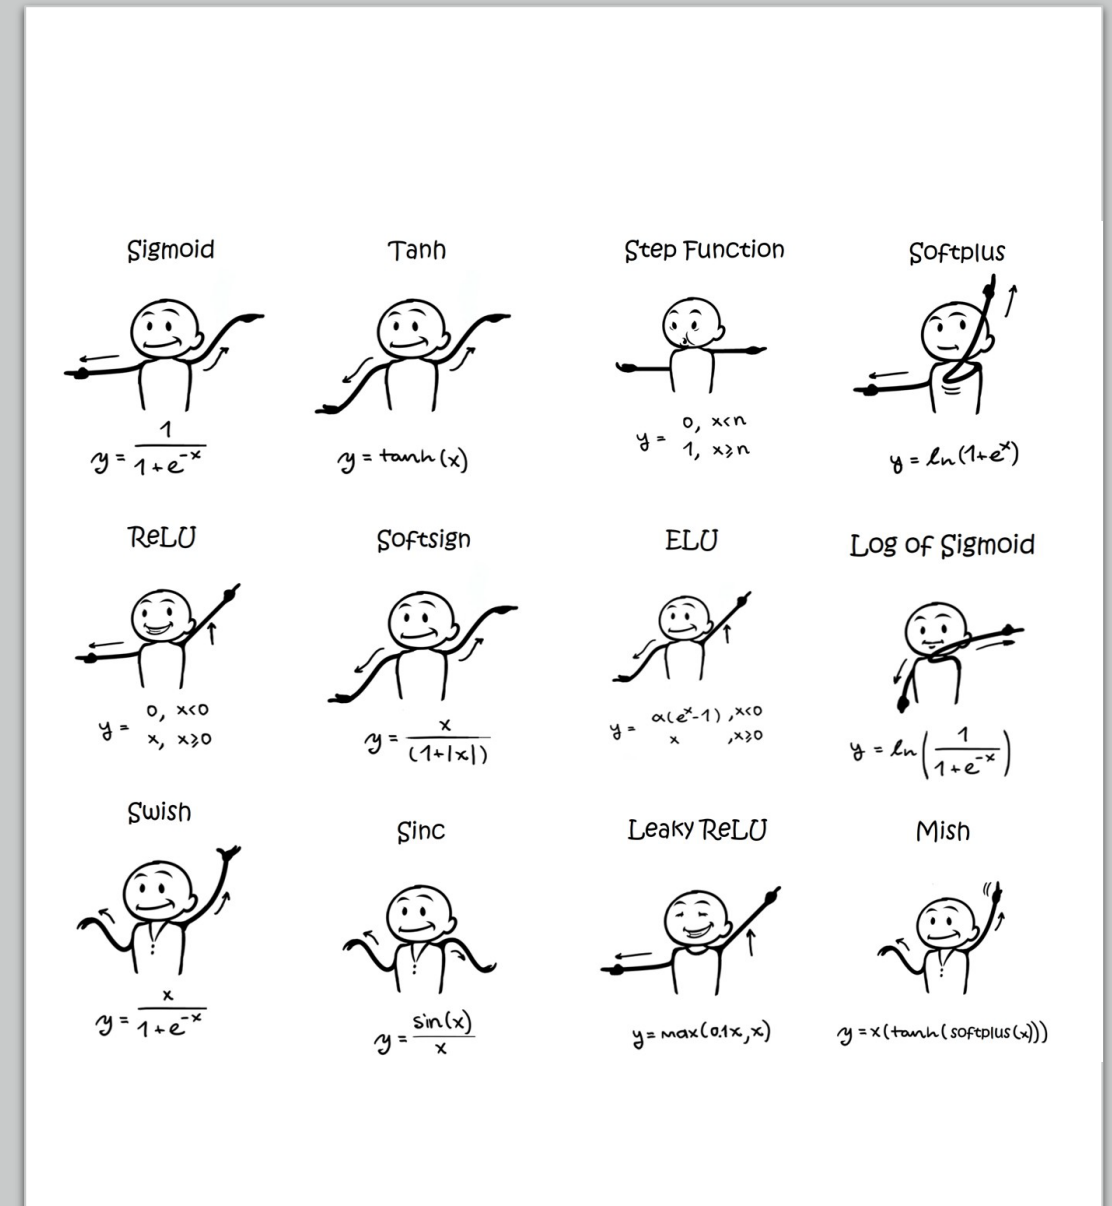 Sigmoid
Tanh
Step Function
Softplus
y = 1 / 1+e^-x
y = tanh(x)
y = 0, x<n
1, x⩾n
y = ln(1+e^x)
ReLU
Softsign
ELU
Log of Sigmoid
y = 0, x<0
x, x⩾0
y = x / (1+|x|)
y = α(e^x-1) ,x<0
x ,x⩾0
y = ln(1 / 1+e^-x)
Swish
Sinc
Leaky ReLU
Mish
y = x / 1+e^-x
y = sin(x) / x
y=max(0.1x,x)
y=x(tanh(softplus(x)))